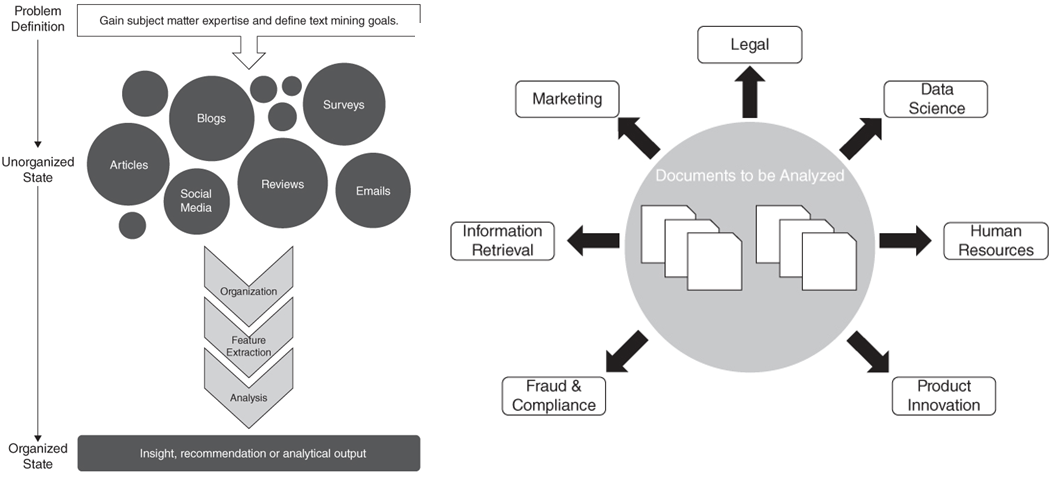 Problem
Definition
Gain subject matter expertise and define text mining goals.
Unorganized
State
Surveys
Blogs
Articles
Reviews
Social
Media
Emails
Organization
Feature
Extraction
Analysis
Organized
State
Insight, recommendation or analytical output
Legal
Marketing
Data
Science
Documents to be Analyzed
Information
Retrieval
Human
Resources
Fraud &
Compliance
Product
Innovation